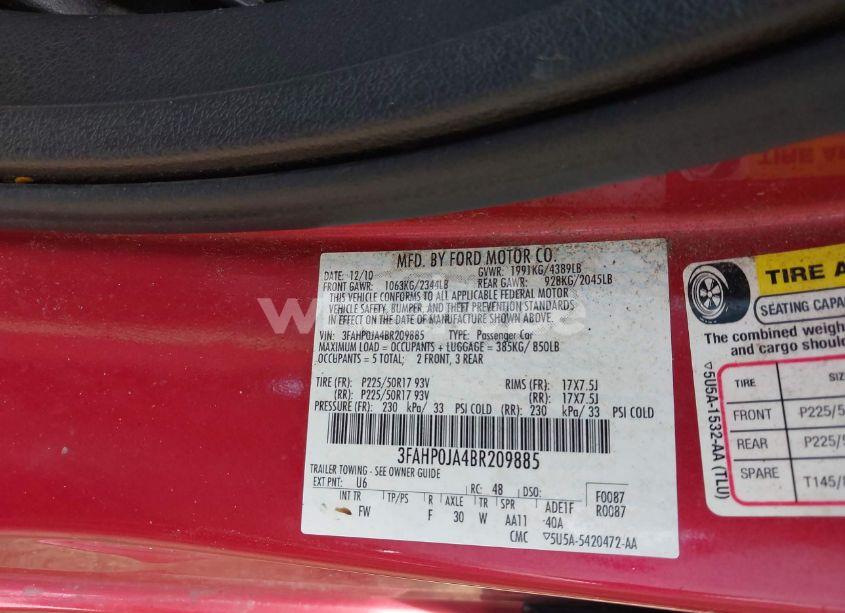 MFD. BY FORD MOTOR CO.
DATE: 12/10 GVWR: 1991KG/4389LB
FRONT GAWR: 1063KG/2344LB REAR GAWR: 928KG/2045LB
THIS VEHICLE CONFORMS TO ALL APPLICABLE FEDERAL MOTOR
VEHICLE SAFETY, BUMPER, AND THEFT PREVENTION STANDARDS
IN EFFECT ON THE DATE OF MANUFACTURE SHOWN ABOVE.
VIN: 3FAHP0JA4BR209885 TYPE: Passenger Car
MAXIMUM LOAD = OCCUPANTS + LUGGAGE = 385KG/ 850LB
OCCUPANTS = 5 TOTAL; 2 FRONT, 3 REAR
TIRE (FR): P225/50R17 93V RIMS (FR): 17X7.5J
(RR): P225/50R17 93V (RR): 17X7.5J
PRESSURE (FR): 230 kPa/ 33 PSI COLD (RR): 230 kPa/ 33 PSI COLD
3FAHP0JA4BR209885
TRAILER TOWING - SEE OWNER GUIDE
EXT PNT: U6 RC: 48 DSO: F0087
INT TR TP/PS R AXLE TR SPR ADE1F R0087
FW F 30 W AA11 40A
CMC ▽5U5A-5420472-AA
TIRE A
SEATING CAPA
The combined weigh
and cargo shoul
TIRE SI
FRONT P225/5
REAR P225/5
SPARE T145/
▽5U5A-1532-AA (TLU)
TIRE A